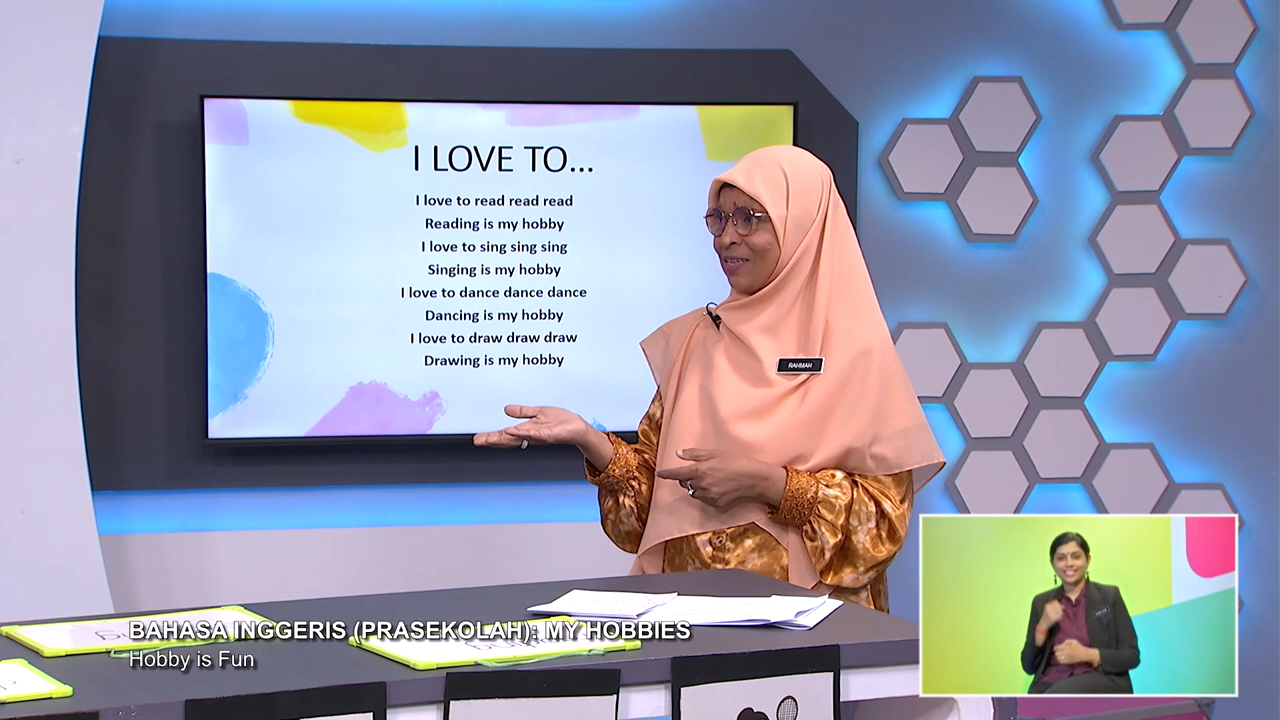 I LOVE TO...
I love to read read read
Reading is my hobby
I love to sing sing sing
Singing is my hobby
I love to dance dance dance
Dancing is my hobby
I love to draw draw draw
Drawing is my hobby
RAHMAH
BAHASA INGGERIS (PRASEKOLAH): MY HOBBIES
Hobby is Fun